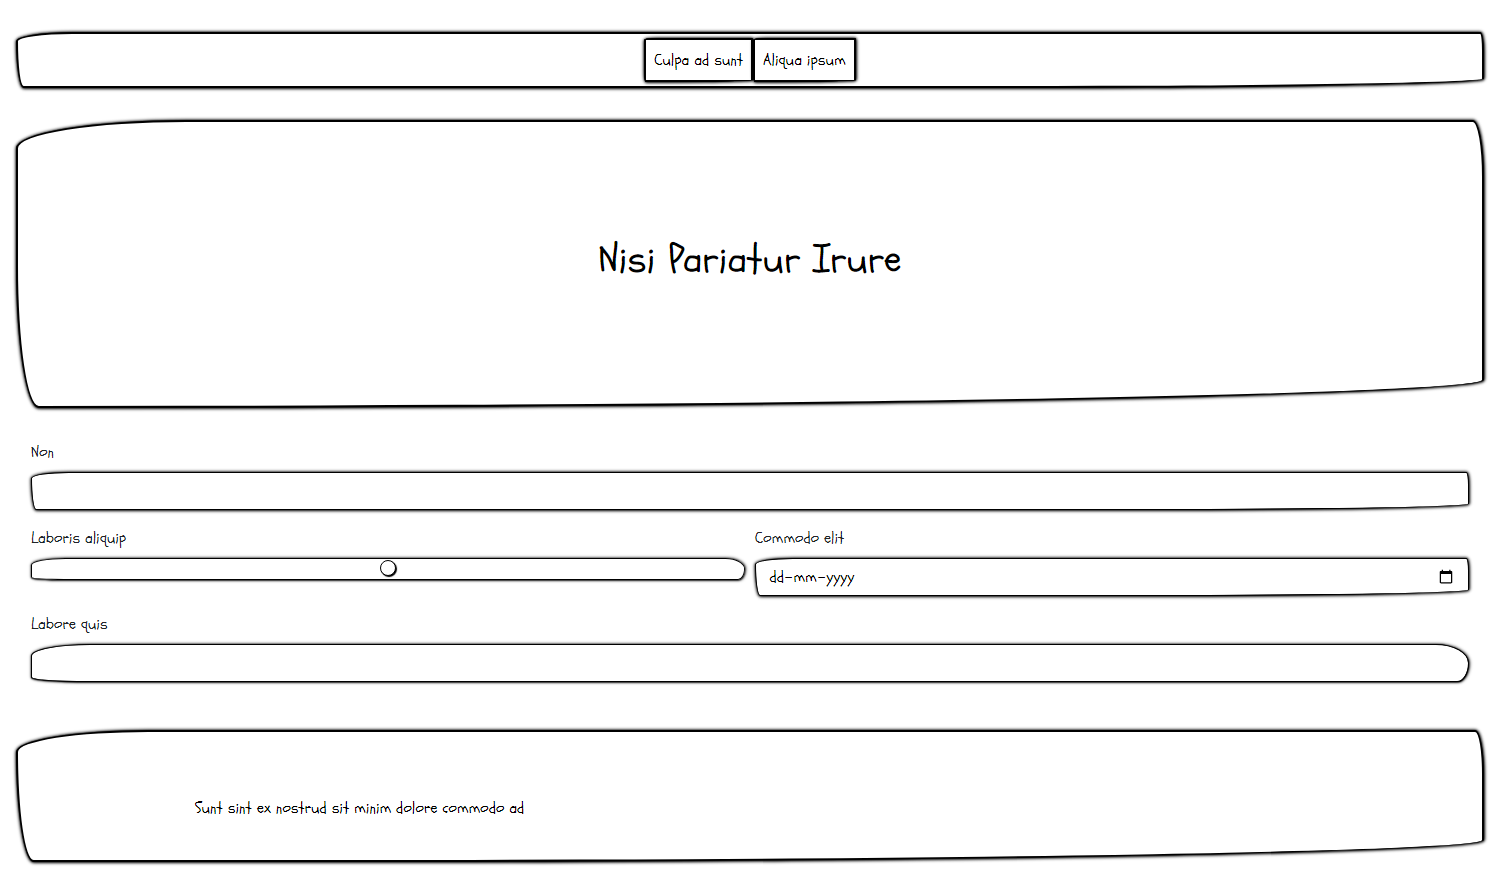 Culpa ad sunt Aliqua ipsum
Nisi Pariatur Irure
Non
Laboris aliquip Commodo elit
dd-mm-yyyy
Labore quis
Sunt sint ex nostrud sit minim dolore commodo ad